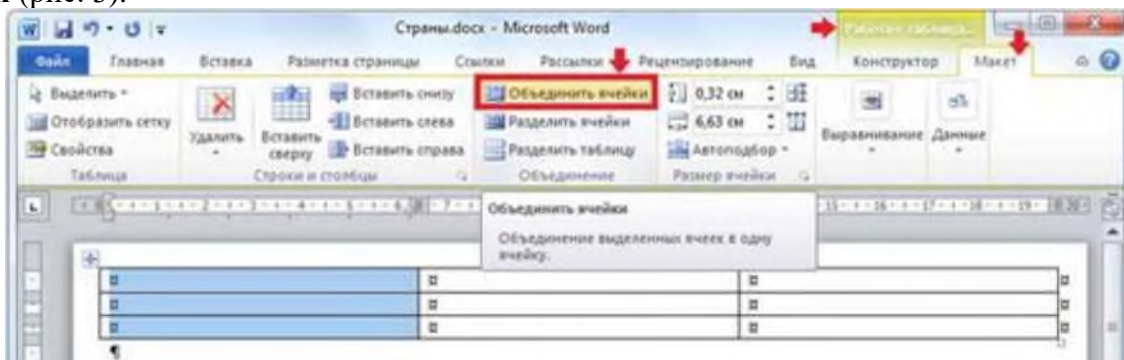 (рис. 3).
Страны.docx - Microsoft Word
Файл Главная Вставка Разметка страницы Ссылки Рассылки Рецензирование Вид Конструктор Макет
Выделить
Отобразить сетку
Свойства
Таблица
Удалить
Вставить сверху
Вставить снизу
Вставить слева
Вставить справа
Строки и столбцы
Объединить ячейки
Разделить ячейки
Разделить таблицу
Объединение
0,32 см
6,63 см
Автоподбор
Размер ячейки
Выравнивание
Данные
Объединить ячейки
Объединение выделенных ячеек в одну
ячейку.